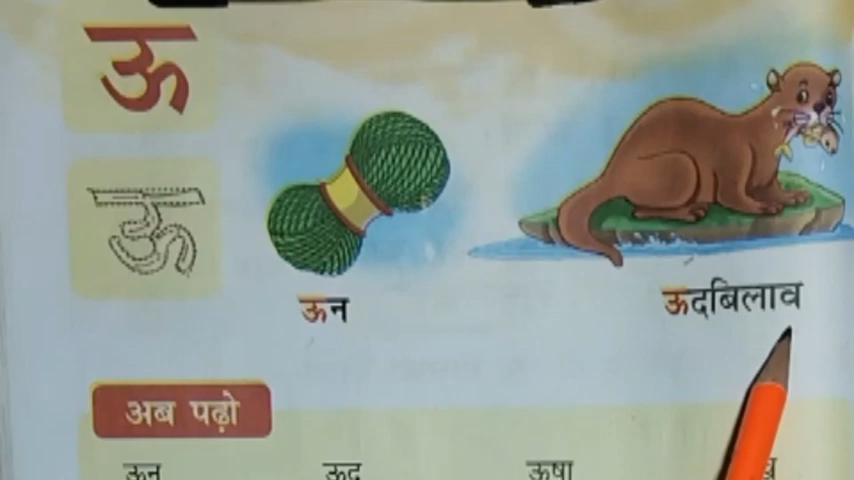 ऊ
ऊ
ऊन ऊदबिलाव
अब पढ़ो
ऊन ऊद ऊषा